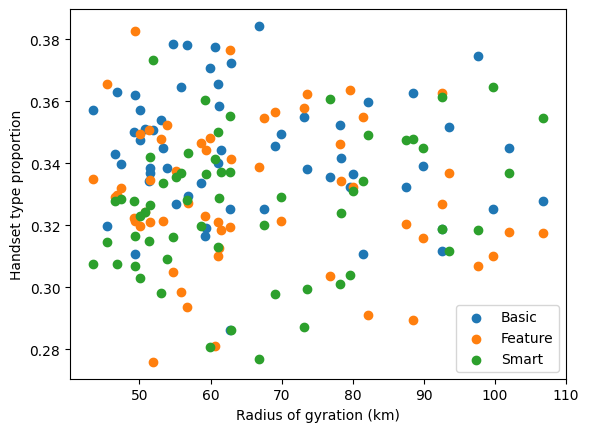 Handset type proportion
0.38
0.36
0.34
0.32
0.30
0.28
50 60 70 80 90 100 110
Radius of gyration (km)
Basic
Feature
Smart